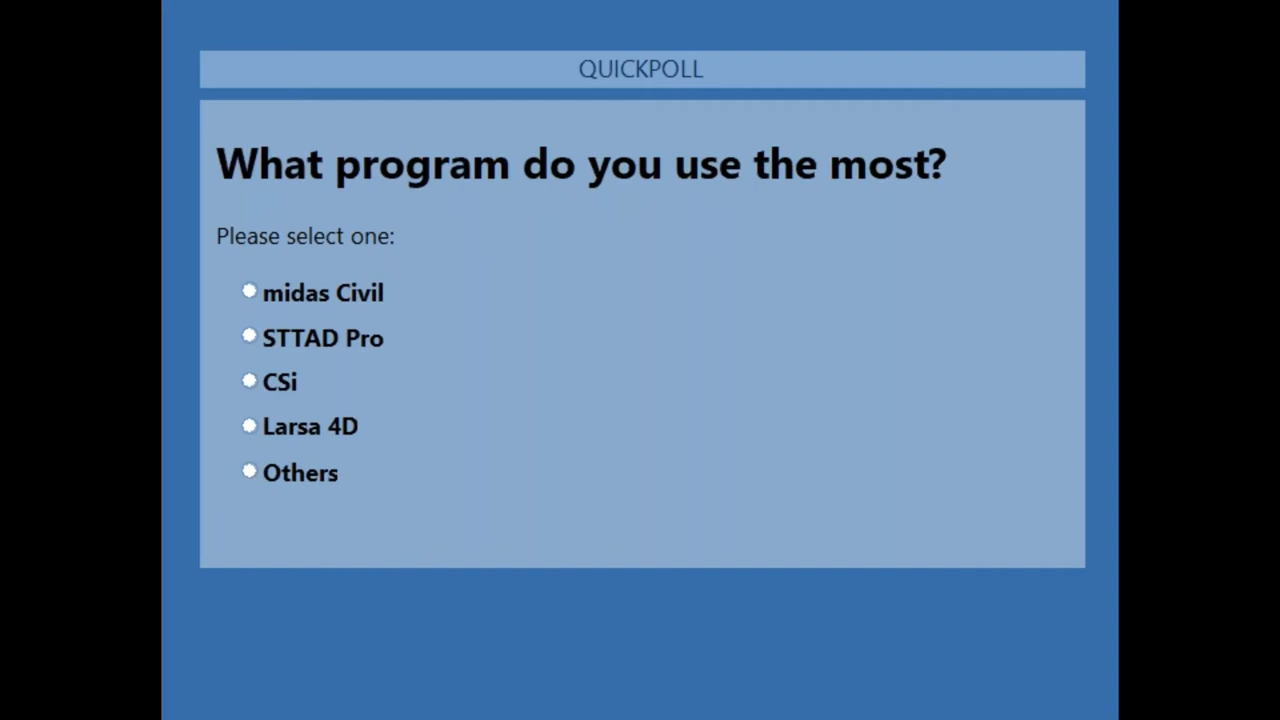 QUICKPOLL
What program do you use the most?
Please select one:
midas Civil
STTAD Pro
CSi
Larsa 4D
Others